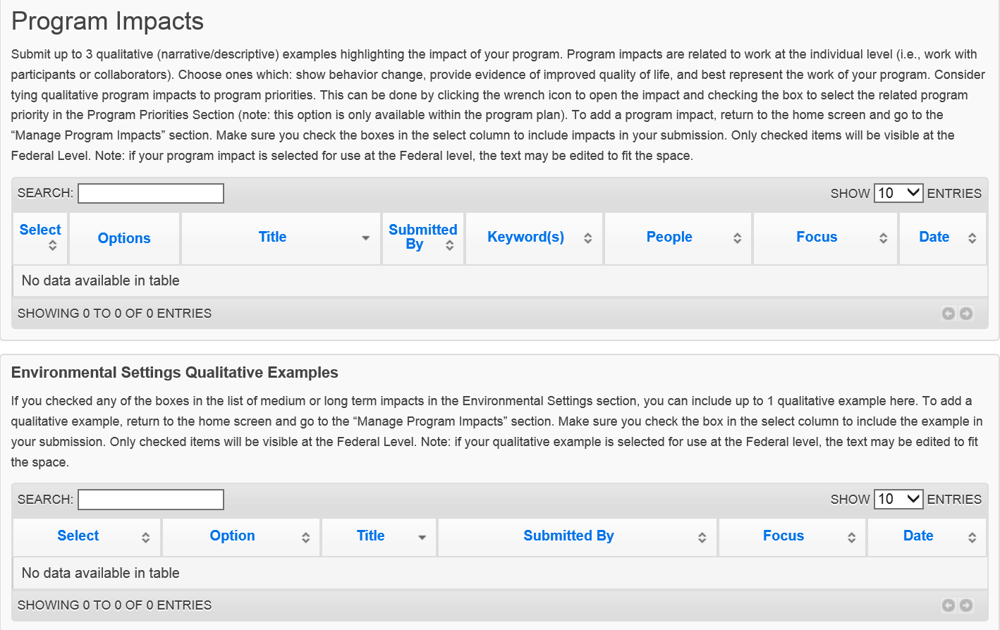 Program Impacts
Submit up to 3 qualitative (narrative/descriptive) examples highlighting the impact of your program. Program impacts are related to work at the individual level (i.e., work with
participants or collaborators). Choose ones which: show behavior change, provide evidence of improved quality of life, and best represent the work of your program. Consider
tying qualitative program impacts to program priorities. This can be done by clicking the wrench icon to open the impact and checking the box to select the related program
priority in the Program Priorities Section (note: this option is only available within the program plan). To add a program impact, return to the home screen and go to the
“Manage Program Impacts” section. Make sure you check the boxes in the select column to include impacts in your submission. Only checked items will be visible at the
Federal Level. Note: if your program impact is selected for use at the Federal level, the text may be edited to fit the space.
SEARCH: SHOW 10 ENTRIES
Select Options Title Submitted By Keyword(s) People Focus Date
No data available in table
SHOWING 0 TO 0 OF 0 ENTRIES
Environmental Settings Qualitative Examples
If you checked any of the boxes in the list of medium or long term impacts in the Environmental Settings section, you can include up to 1 qualitative example here. To add a
qualitative example, return to the home screen and go to the “Manage Program Impacts” section. Make sure you check the box in the select column to include the example in
your submission. Only checked items will be visible at the Federal Level. Note: if your qualitative example is selected for use at the Federal level, the text may be edited to fit
the space.
SEARCH: SHOW 10 ENTRIES
Select Option Title Submitted By Focus Date
No data available in table
SHOWING 0 TO 0 OF 0 ENTRIES